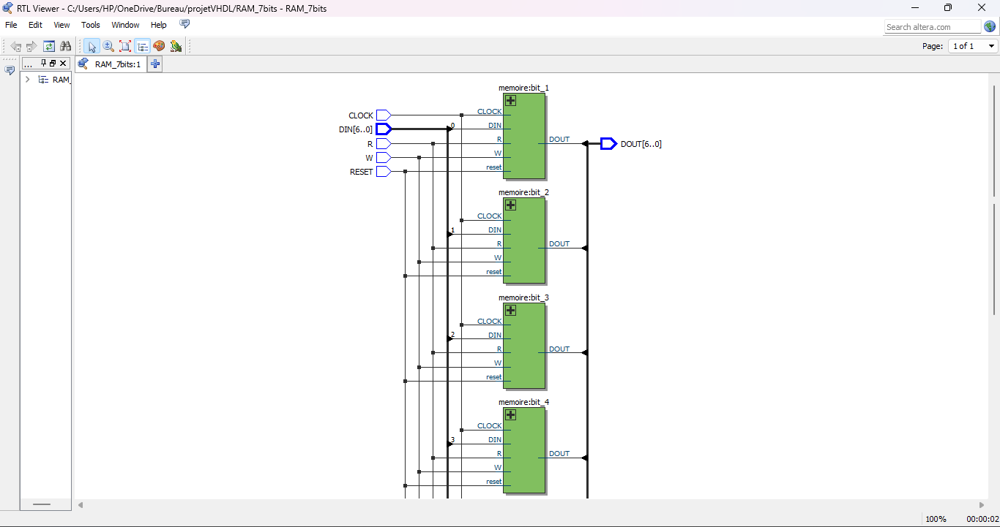 RTL Viewer - C:/Users/HP/OneDrive/Bureau/projetVHDL/RAM_7bits - RAM_7bits
File Edit View Tools Window Help
Search altera.com
Page: 1 of 1
...
RAM_7bits:1
RAM_
memoire:bit_1
CLOCK
DIN[6..0]
R
W
RESET
0
CLOCK
DIN
R
W
reset
DOUT
DOUT[6..0]
memoire:bit_2
1
CLOCK
DIN
R
W
reset
DOUT
memoire:bit_3
2
CLOCK
DIN
R
W
reset
DOUT
memoire:bit_4
3
CLOCK
DIN
R
W
reset
DOUT
100% 00:00:02